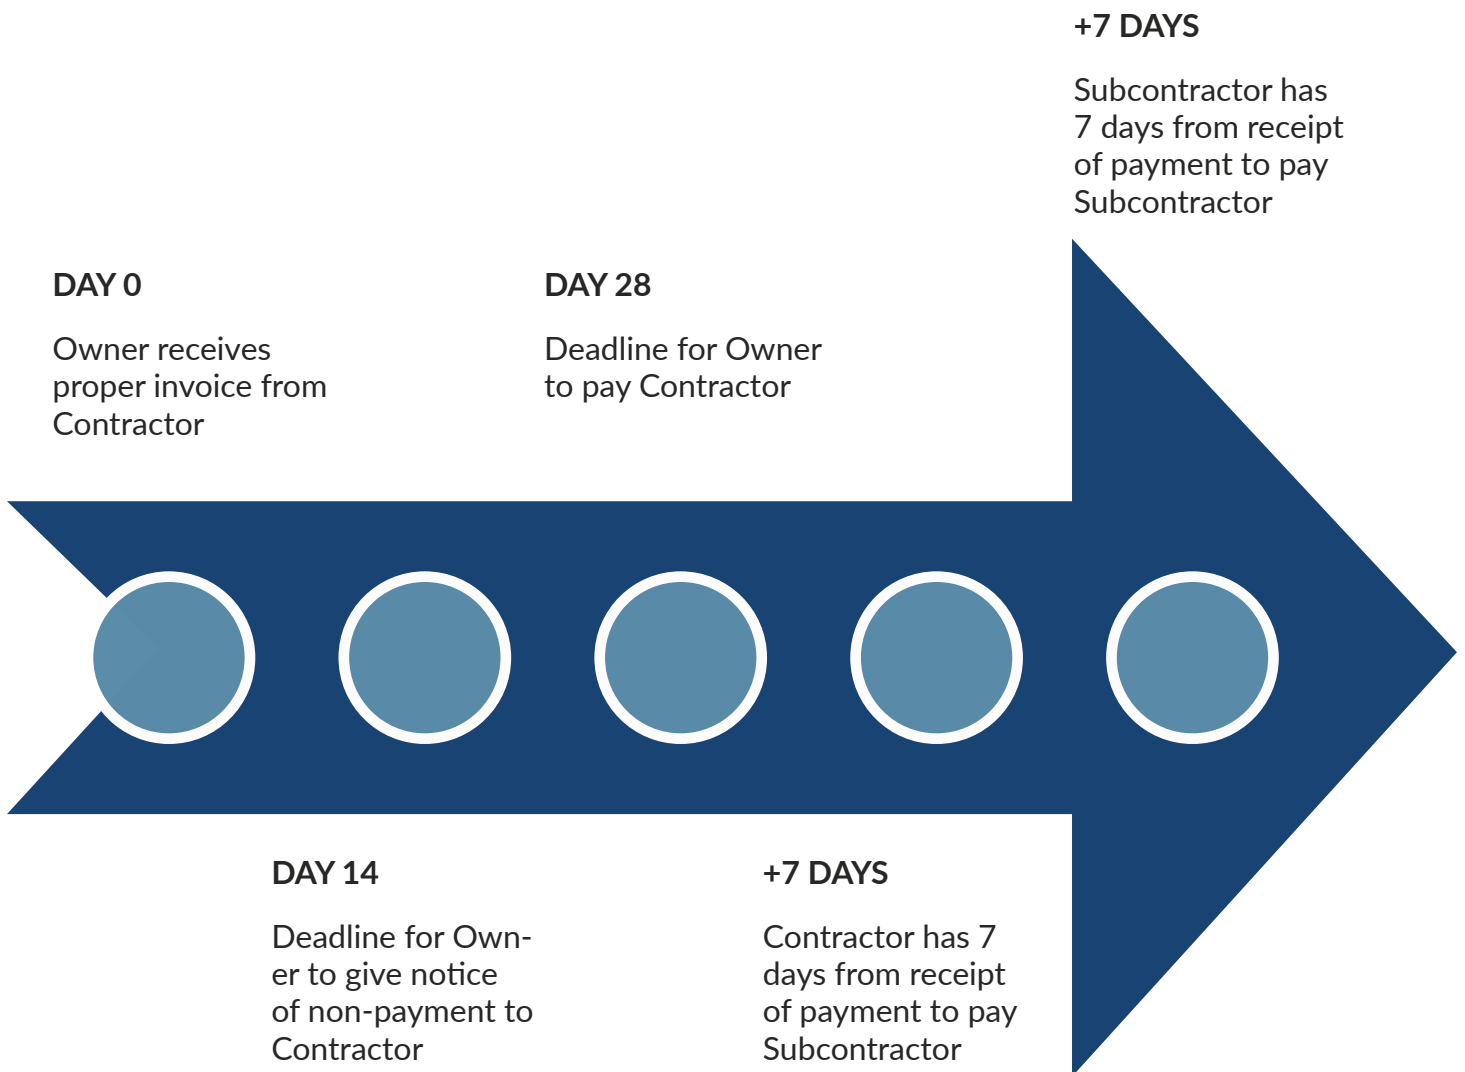 DAY 0
Owner receives
proper invoice from
Contractor
DAY 14
Deadline for Own-
er to give notice
of non-payment to
Contractor
DAY 28
Deadline for Owner
to pay Contractor
+7 DAYS
Contractor has 7
days from receipt
of payment to pay
Subcontractor
+7 DAYS
Subcontractor has
7 days from receipt
of payment to pay
Subcontractor